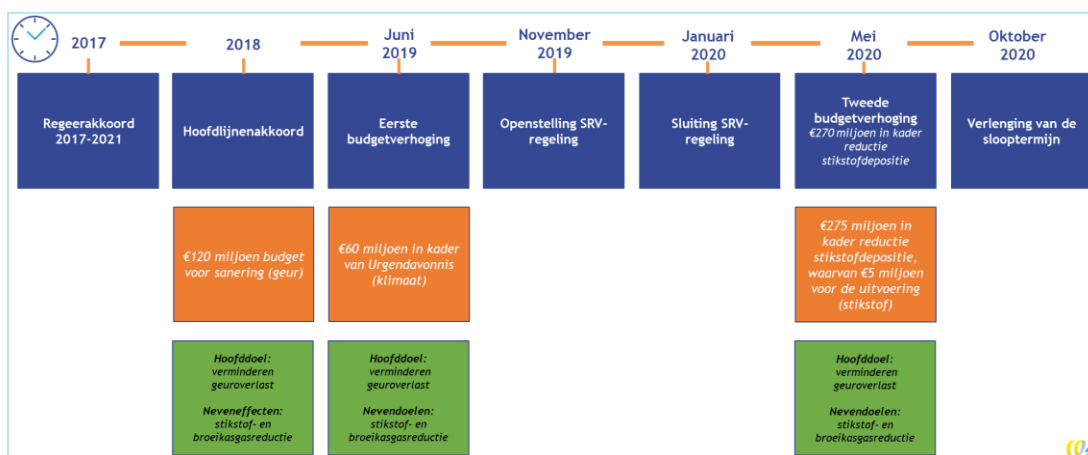 2017
2018
Juni
2019
November
2019
Januari
2020
Mei
2020
Oktober
2020
Regeerakkoord
2017-2021
Hoofdlijnenakkoord
Eerste
budgetverhoging
Openstelling SRV-
regeling
Sluiting SRV-
regeling
Tweede
budgetverhoging
€270 miljoen in kader
reductie
stikstofdepositie
Verlenging van de
slooptermijn
€120 miljoen budget
voor sanering (geur)
€60 miljoen in kader
van Urgendavonnis
(klimaat)
€275 miljoen in
kader reductie
stikstofdepositie,
waarvan €5 miljoen
voor de uitvoering
(stikstof)
Hoofddoel:
verminderen
geuroverlast
Neveneffecten:
stikstof- en
broeikasgasreductie
Hoofddoel:
verminderen
geuroverlast
Nevendoelen:
stikstof- en
broeikasgasreductie
Hoofddoel:
verminderen
geuroverlast
Nevendoelen:
stikstof- en
broeikasgasreductie